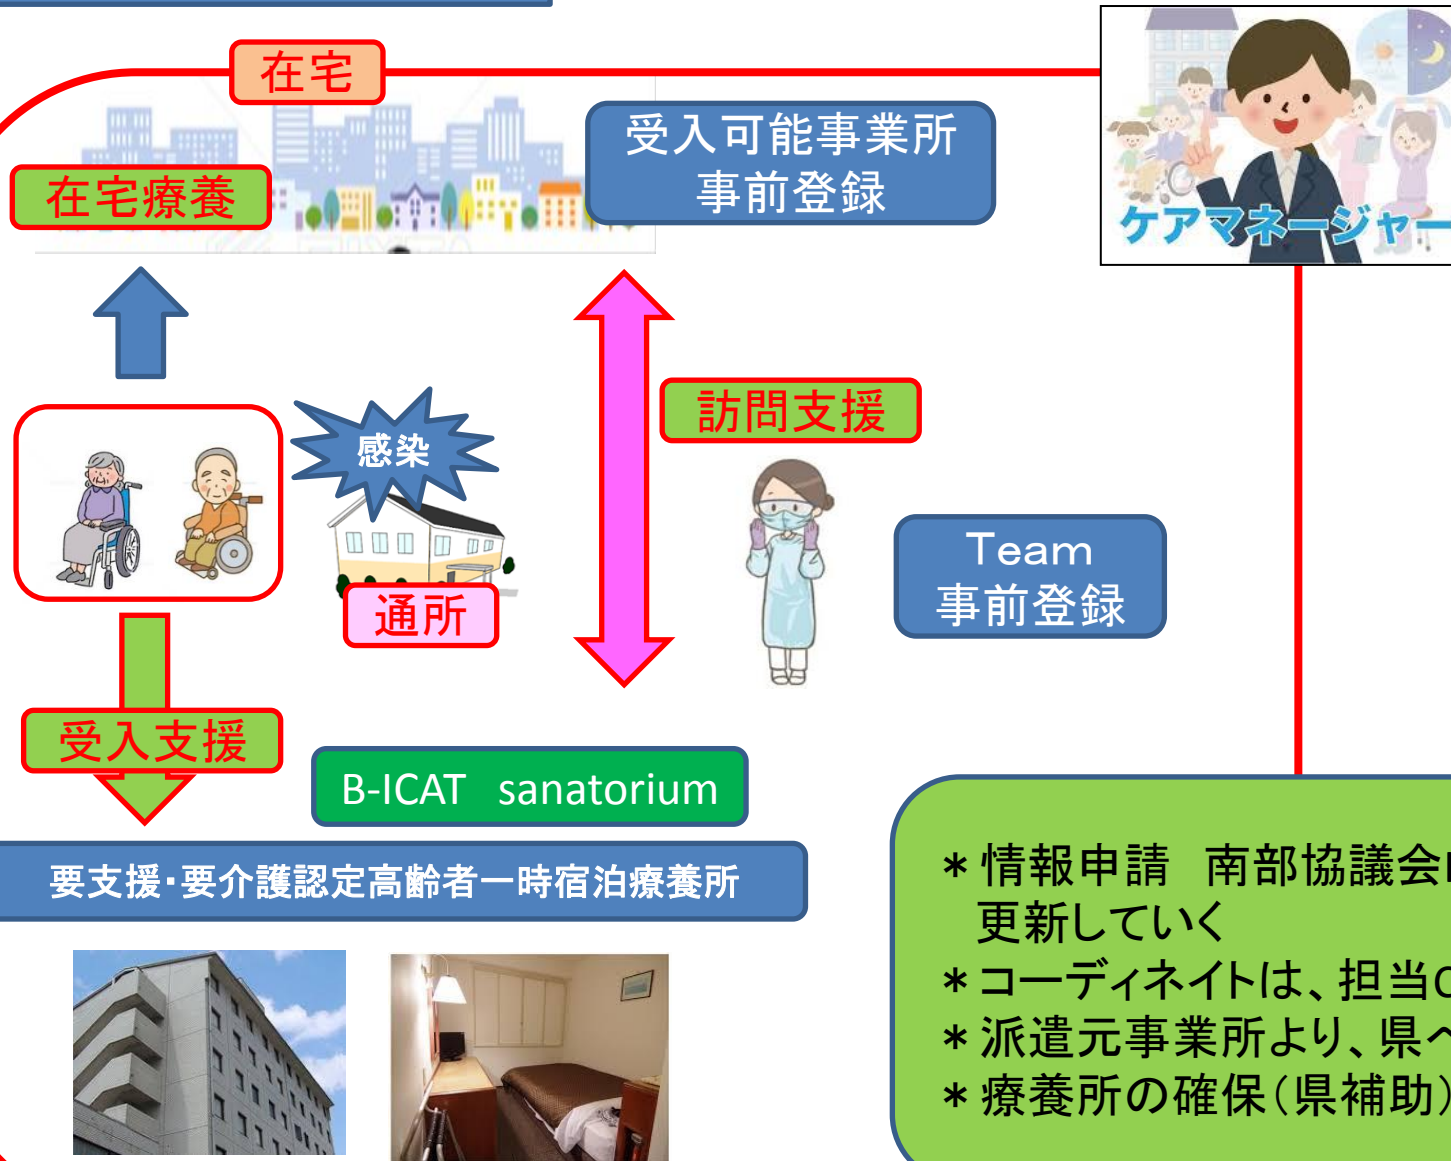 在宅
受入可能事業所
事前登録
在宅療養
ケアマネージャー
感染
訪問支援
通所
Team
事前登録
受入支援
B-ICAT sanatorium
要支援・要介護認定高齢者一時宿泊療養所
＊情報申請 南部協議会
更新していく
＊コーディネイトは、担当
＊派遣元事業所より、県へ
＊療養所の確保（県補助）